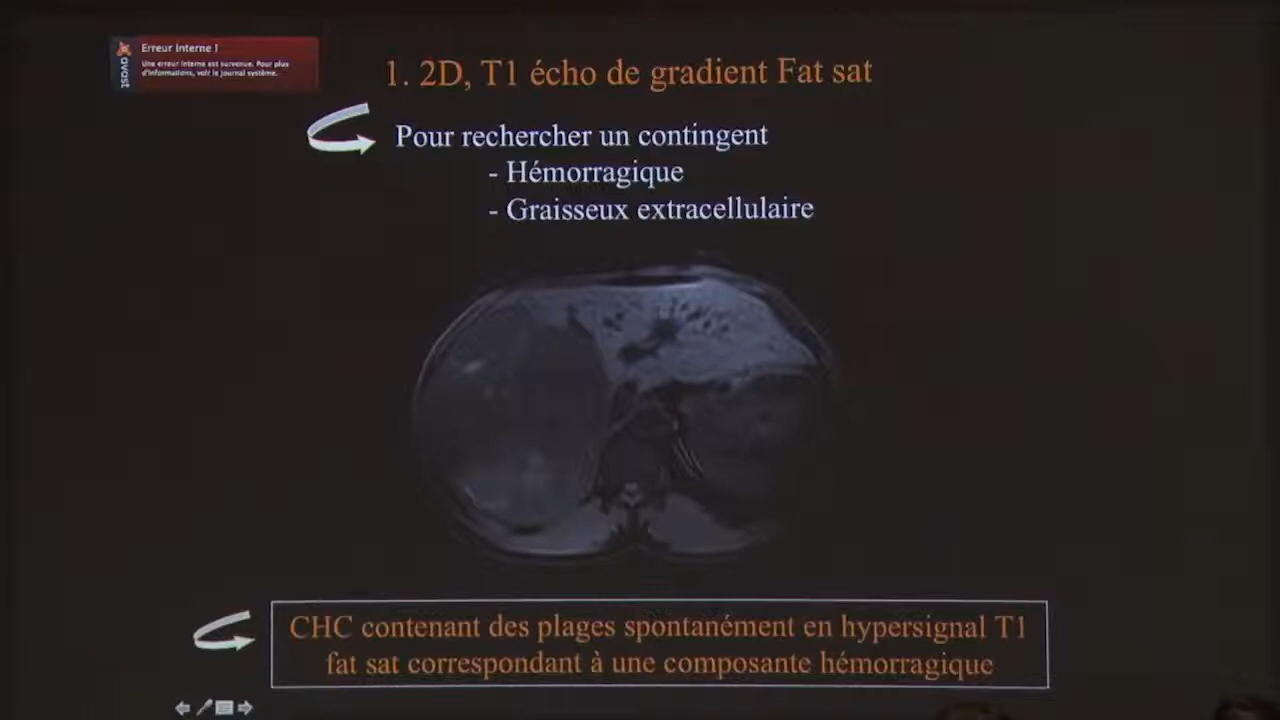 Erreur interne !
Une erreur interne est survenue. Pour plus
d'informations, voir le journal système.
avast
1. 2D, T1 écho de gradient Fat sat
Pour rechercher un contingent
- Hémorragique
- Graisseux extracellulaire
CHC contenant des plages spontanément en hypersignal T1
fat sat correspondant à une composante hémorragique